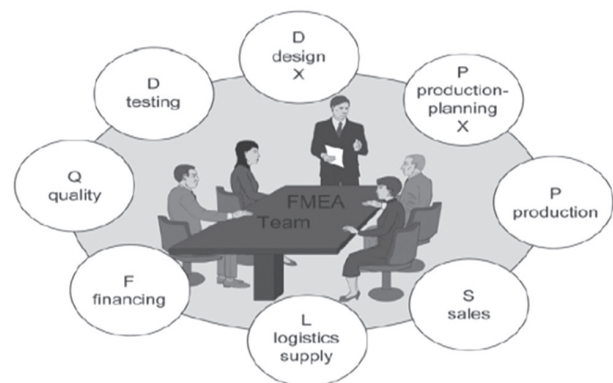 D
design
X
P
production-
planning
X
P
production
S
sales
L
logistics
supply
F
financing
Q
quality
D
testing
FMEA
Team